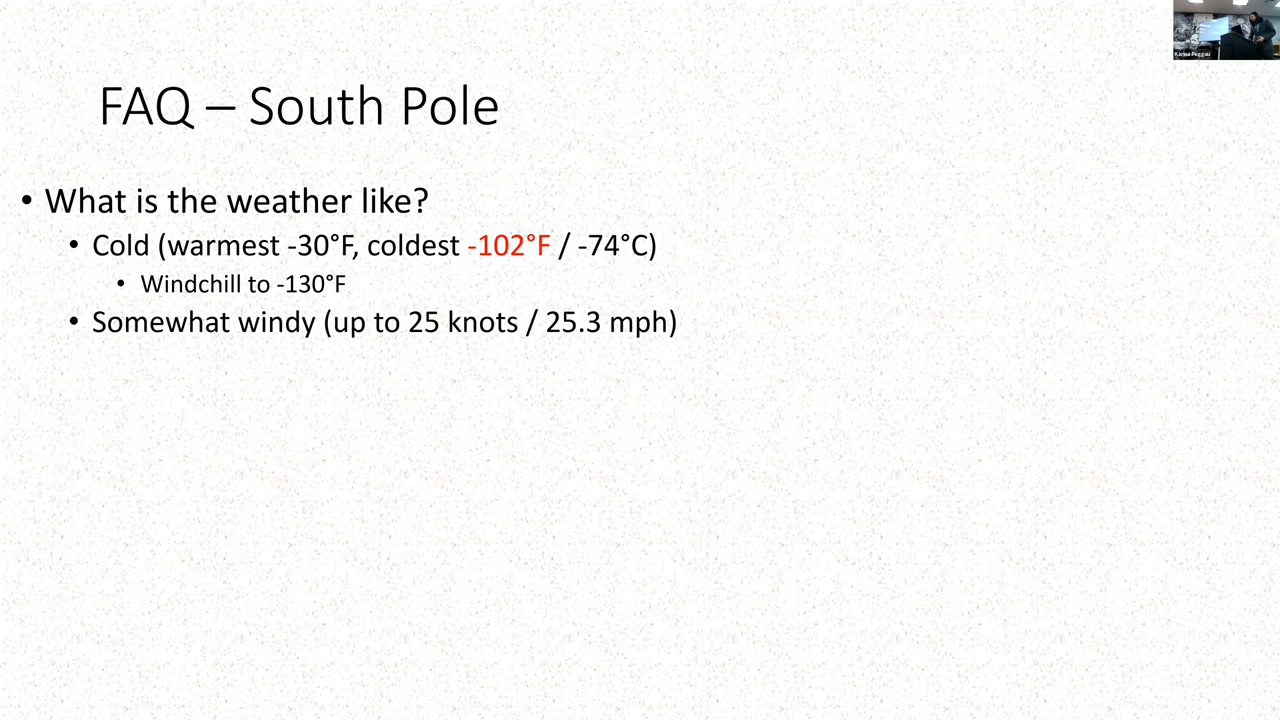 FAQ – South Pole
• What is the weather like?
• Cold (warmest -30°F, coldest -102°F / -74°C)
• Windchill to -130°F
• Somewhat windy (up to 25 knots / 25.3 mph)